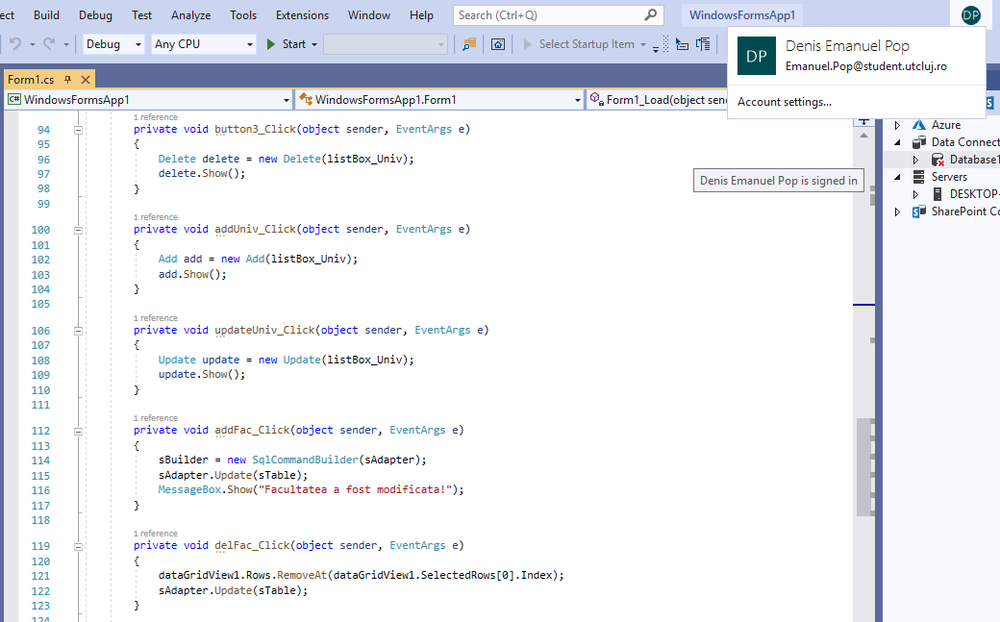 ect Build Debug Test Analyze Tools Extensions Window Help Search (Ctrl+Q) WindowsFormsApp1 DP
Debug Any CPU Start Select Startup Item
DP Denis Emanuel Pop
Emanuel.Pop@student.utcluj.ro
Account settings...
Form1.cs
C# WindowsFormsApp1 WindowsFormsApp1.Form1 Form1_Load(object sen
1 reference
94 private void button3_Click(object sender, EventArgs e)
95 {
96 Delete delete = new Delete(listBox_Univ);
97 delete.Show();
98 }
99
1 reference
100 private void addUniv_Click(object sender, EventArgs e)
101 {
102 Add add = new Add(listBox_Univ);
103 add.Show();
104 }
105
1 reference
106 private void updateUniv_Click(object sender, EventArgs e)
107 {
108 Update update = new Update(listBox_Univ);
109 update.Show();
110 }
111
1 reference
112 private void addFac_Click(object sender, EventArgs e)
113 {
114 sBuilder = new SqlCommandBuilder(sAdapter);
115 sAdapter.Update(sTable);
116 MessageBox.Show("Facultatea a fost modificata!");
117 }
118
1 reference
119 private void delFac_Click(object sender, EventArgs e)
120 {
121 dataGridView1.Rows.RemoveAt(dataGridView1.SelectedRows[0].Index);
122 sAdapter.Update(sTable);
123 }
124
Denis Emanuel Pop is signed in
Azure
Data Connect
Database1
Servers
DESKTOP-
SharePoint Co